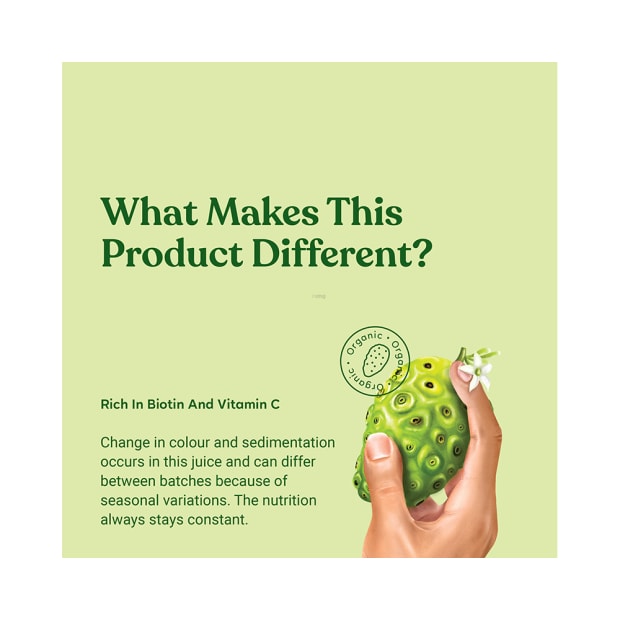 What Makes This
Product Different?
Organic • Organic • Organic •
Rich In Biotin And Vitamin C
Change in colour and sedimentation
occurs in this juice and can differ
between batches because of
seasonal variations. The nutrition
always stays constant.